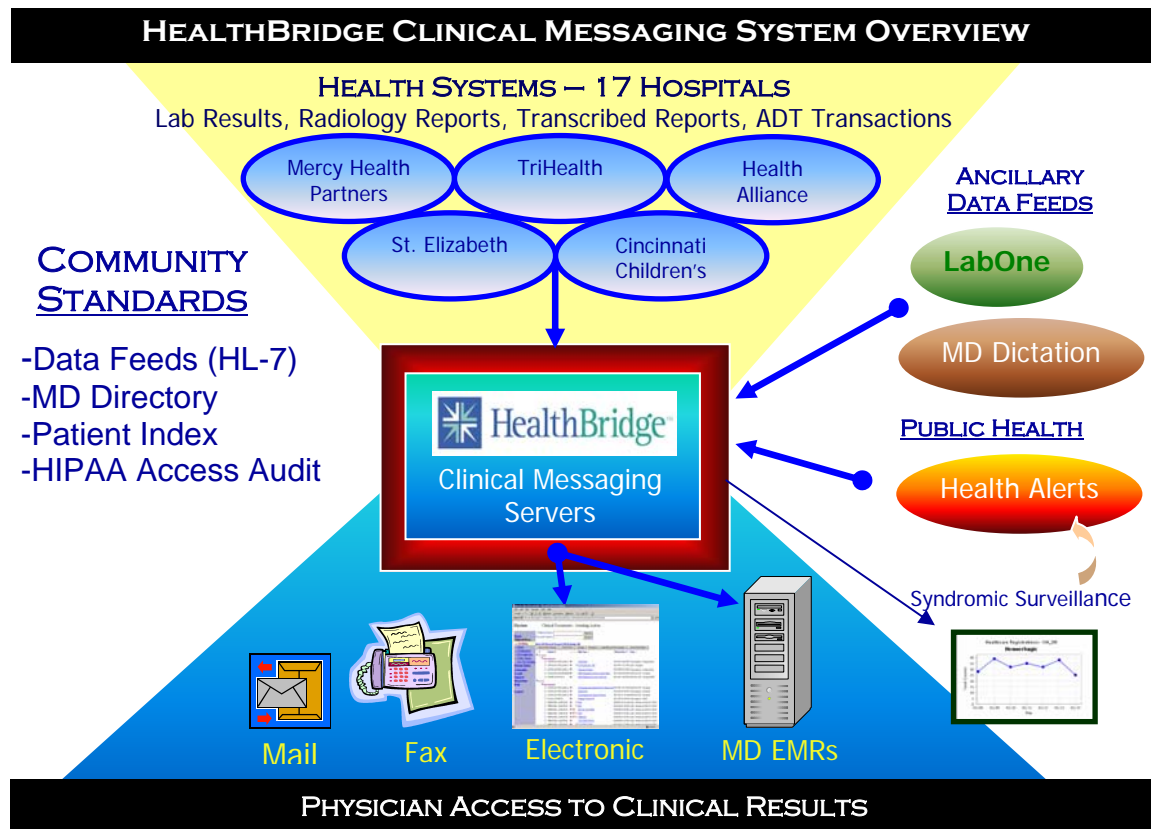 HEALTHBRIDGE CLINICAL MESSAGING SYSTEM OVERVIEW
HEALTH SYSTEMS – 17 HOSPITALS
Lab Results, Radiology Reports, Transcribed Reports, ADT Transactions
Mercy Health
Partners
TriHealth
Health
Alliance
St. Elizabeth
Cincinnati
Children's
COMMUNITY
STANDARDS
-Data Feeds (HL-7)
-MD Directory
-Patient Index
-HIPAA Access Audit
ANCILLARY
DATA FEEDS
LabOne
MD Dictation
PUBLIC HEALTH
Health Alerts
Syndromic Surveillance
Hemorrhagic
HealthBridge
Clinical Messaging
Servers
Mail
Fax
Electronic
MD EMRs
PHYSICIAN ACCESS TO CLINICAL RESULTS